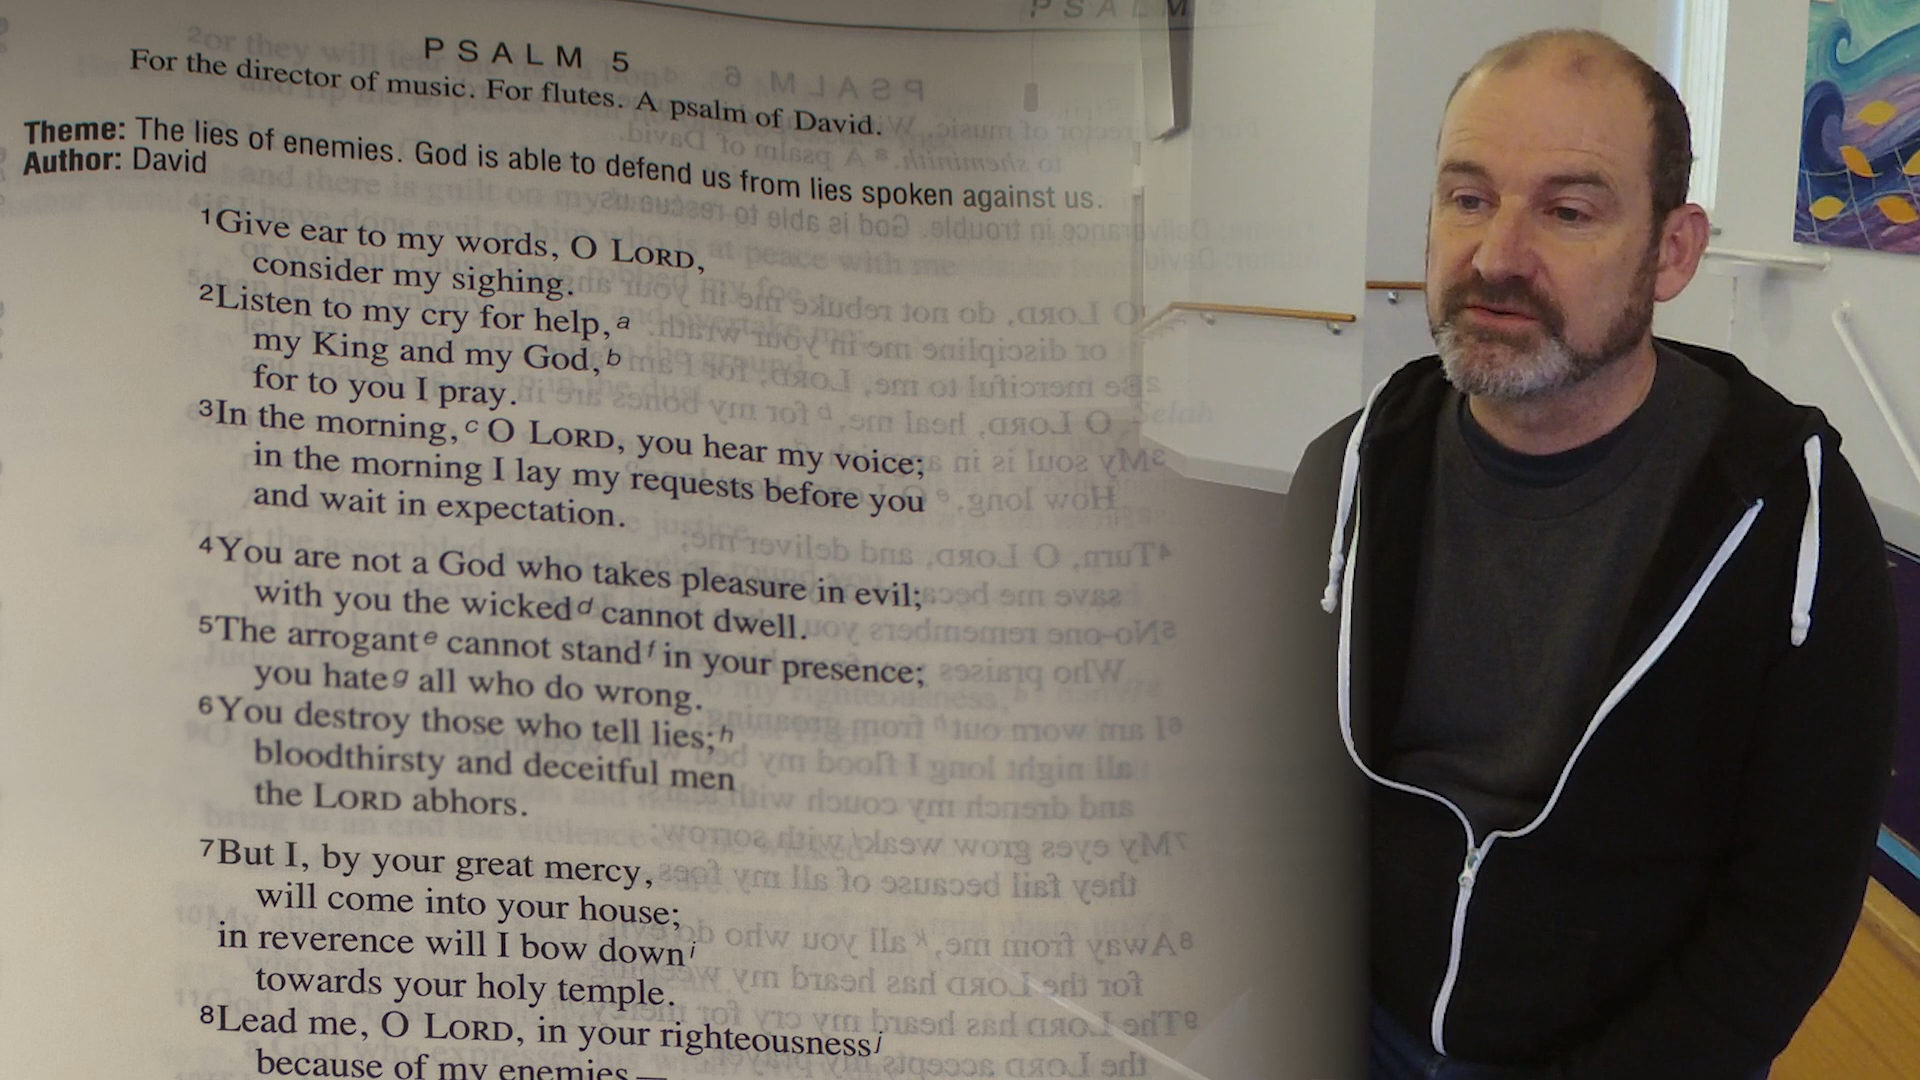 PSALM 5
For the director of music. For flutes. A psalm of David.
Theme: The lies of enemies. God is able to defend us from lies spoken against us.
Author: David
1Give ear to my words, O LORD,
consider my sighing.
2Listen to my cry for help,a
my King and my God,b
for to you I pray.
3In the morning,c O LORD, you hear my voice;
in the morning I lay my requests before you
and wait in expectation.
4You are not a God who takes pleasure in evil;
with you the wickedd cannot dwell.
5The arrogante cannot standf in your presence;
you hateg all who do wrong.
6You destroy those who tell lies;h
bloodthirsty and deceitful men
the LORD abhors.
7But I, by your great mercy,
will come into your house;
in reverence will I bow downi
towards your holy temple.
8Lead me, O LORD, in your righteousnessj
because of my enemies—